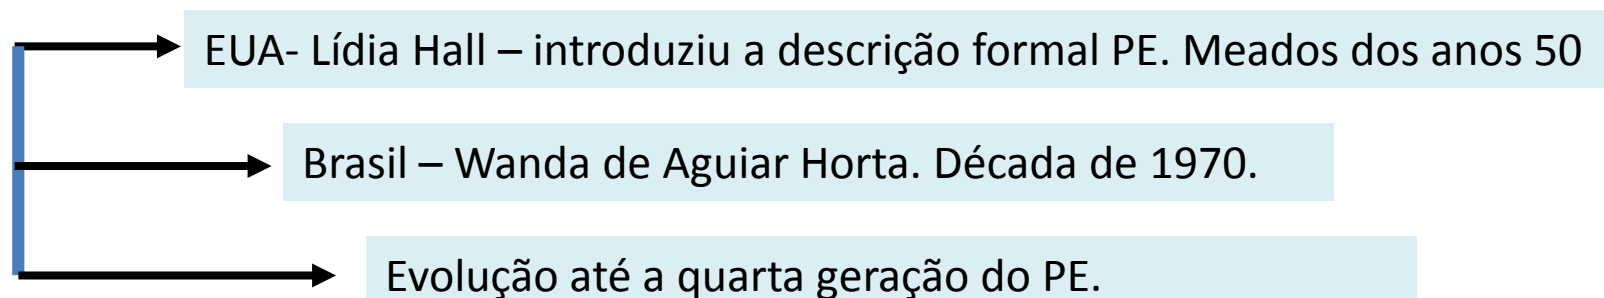 EUA- Lídia Hall – introduziu a descrição formal PE. Meados dos anos 50
Brasil – Wanda de Aguiar Horta. Década de 1970.
Evolução até a quarta geração do PE.